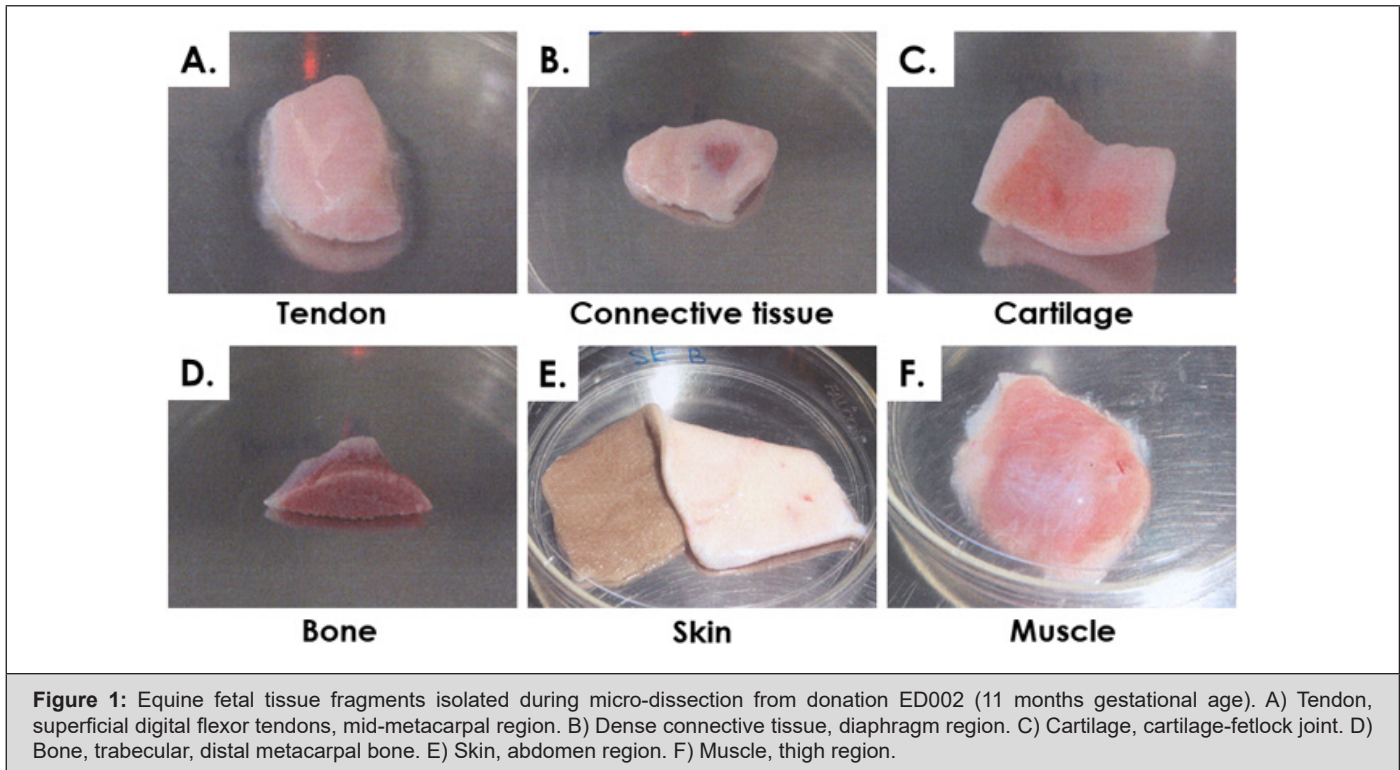 A.
B.
C.
Tendon
Connective tissue
Cartilage
D.
E.
F.
SK B
Bone
Skin
Muscle
Figure 1: Equine fetal tissue fragments isolated during micro-dissection from donation ED002 (11 months gestational age). A) Tendon,
superficial digital flexor tendons, mid-metacarpal region. B) Dense connective tissue, diaphragm region. C) Cartilage, cartilage-fetlock joint. D)
Bone, trabecular, distal metacarpal bone. E) Skin, abdomen region. F) Muscle, thigh region.